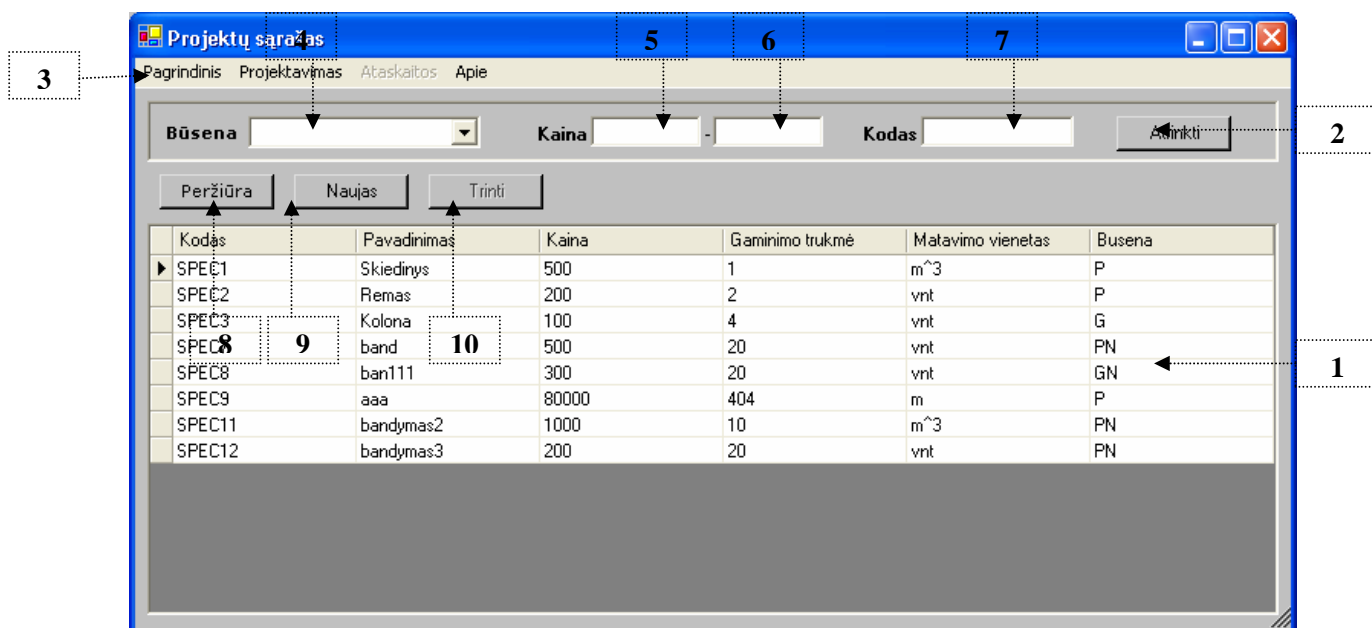 Projektų sąrašas
4 5 6 7
3
Pagrindinis Projektavimas Ataskaitos Apie
Būsena Kaina - Kodas Atrinkti
2
Peržiūra Naujas Trinti
Kodas Pavadinimas Kaina Gaminimo trukmė Matavimo vienetas Busena
SPEC1 Skiedinys 500 1 m^3 P
SPEC2 Remas 200 2 vnt P
SPEC3 Kolona 100 4 vnt G
band 500 20 vnt PN
8 9 10
SPEC8 ban111 300 20 vnt GN
1
SPEC9 aaa 80000 404 m P
SPEC11 bandymas2 1000 10 m^3 PN
SPEC12 bandymas3 200 20 vnt PN